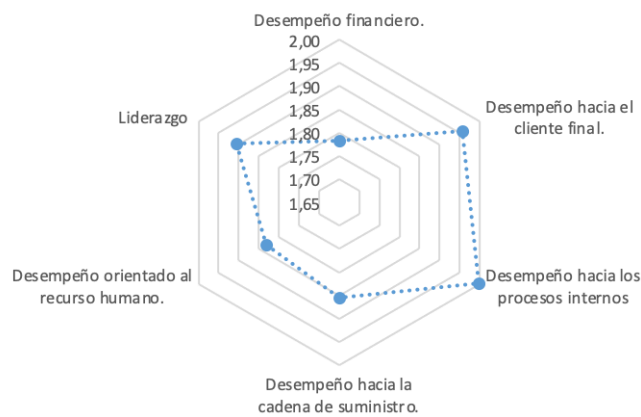 Desempeño financiero.
2,00
1,95
1,90
1,85
1,80
1,75
1,70
1,65
Desempeño hacia el
cliente final.
Desempeño hacia los
procesos internos
Desempeño hacia la
cadena de suministro.
Desempeño orientado al
recurso humano.
Liderazgo